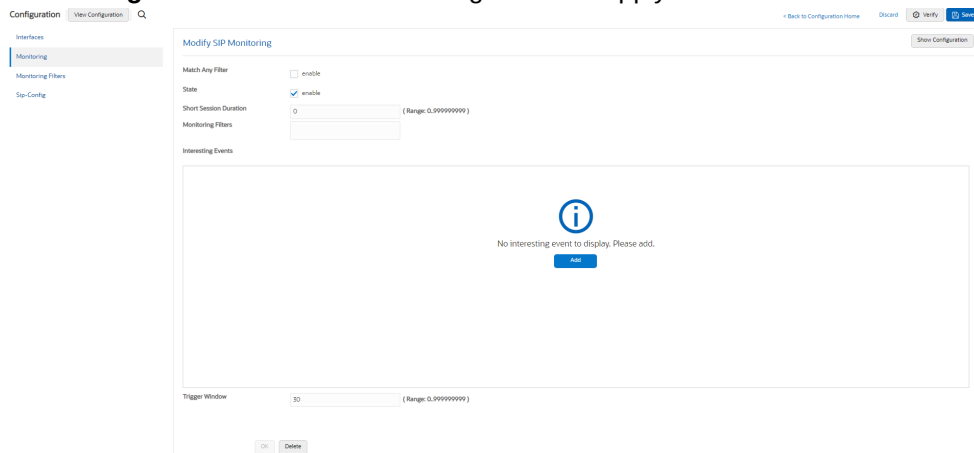 Configuration View Configuration < Back to Configuration Home Discard Verify Save
Interfaces
Monitoring
Monitoring Filters
Sip-Config
Modify SIP Monitoring
Show Configuration
Match Any Filter enable
State enable
Short Session Duration 0 ( Range: 0..999999999 )
Monitoring Filters
Interesting Events
No interesting event to display. Please add.
Add
Trigger Window 30 ( Range: 0..999999999 )
OK Delete